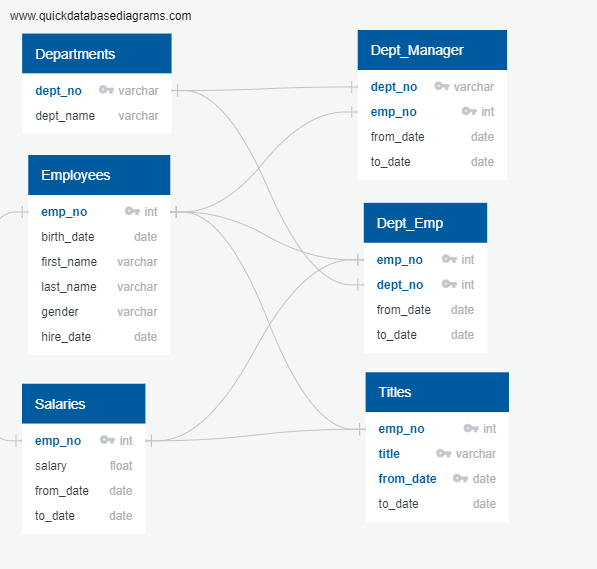 www.quickdatabasediagrams.com
Departments
dept_no varchar
dept_name varchar
Employees
emp_no int
birth_date date
first_name varchar
last_name varchar
gender varchar
hire_date date
Salaries
emp_no int
salary float
from_date date
to_date date
Dept_Manager
dept_no varchar
emp_no int
from_date date
to_date date
Dept_Emp
emp_no int
dept_no int
from_date date
to_date date
Titles
emp_no int
title varchar
from_date date
to_date date